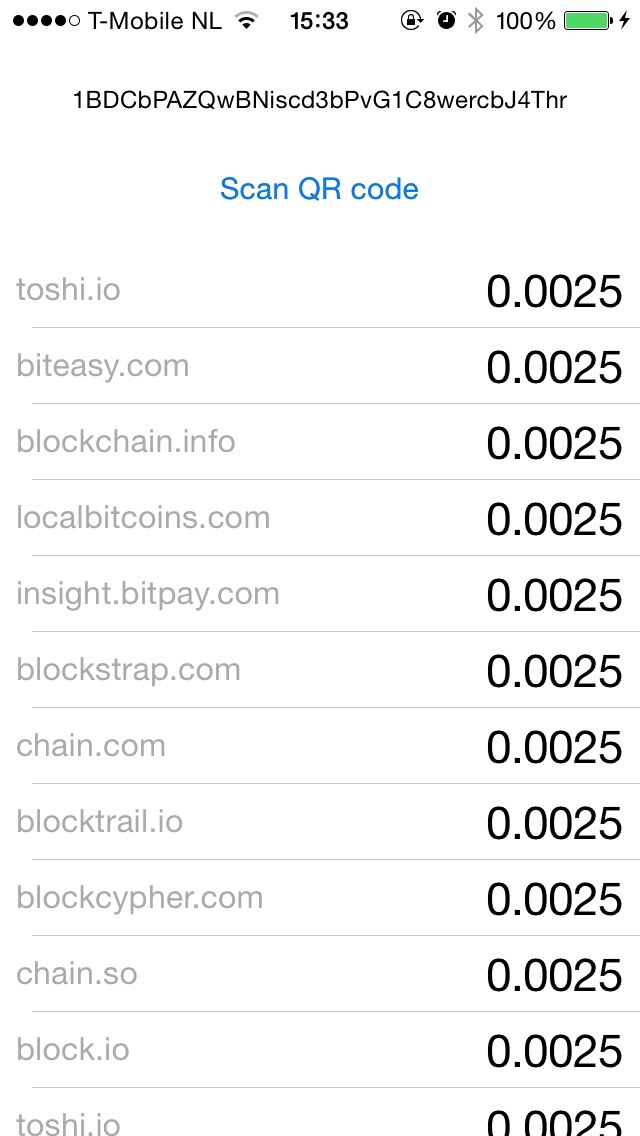 T-Mobile NL 15:33 100%
1BDCbPAZQwBNiscd3bPvG1C8wercbJ4Thr
Scan QR code
toshi.io 0.0025
biteasy.com 0.0025
blockchain.info 0.0025
localbitcoins.com 0.0025
insight.bitpay.com 0.0025
blockstrap.com 0.0025
chain.com 0.0025
blocktrail.io 0.0025
blockcypher.com 0.0025
chain.so 0.0025
block.io 0.0025
toshi.io 0.0025